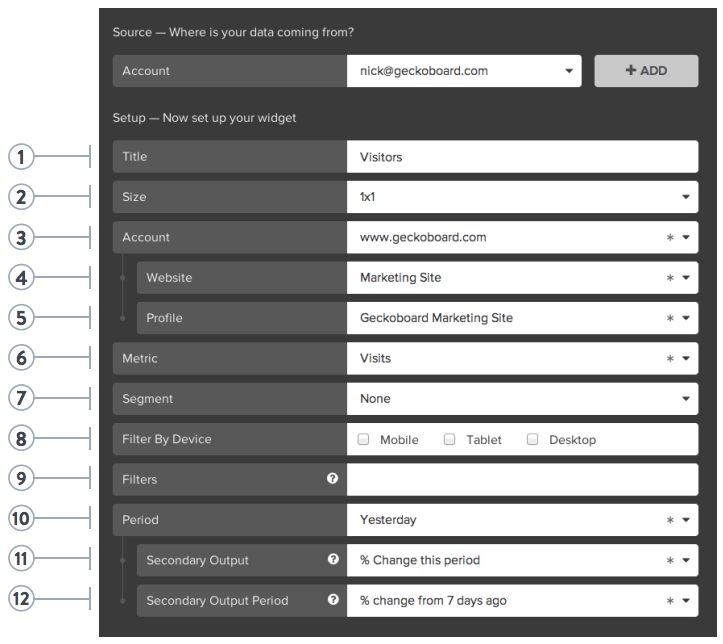 Source — Where is your data coming from?
Account nick@geckoboard.com + ADD
Setup — Now set up your widget
1 Title Visitors
2 Size 1x1
3 Account www.geckoboard.com *
4 Website Marketing Site *
5 Profile Geckoboard Marketing Site *
6 Metric Visits *
7 Segment None
8 Filter By Device Mobile Tablet Desktop
9 Filters ?
10 Period Yesterday *
11 Secondary Output ? % Change this period *
12 Secondary Output Period ? % change from 7 days ago *